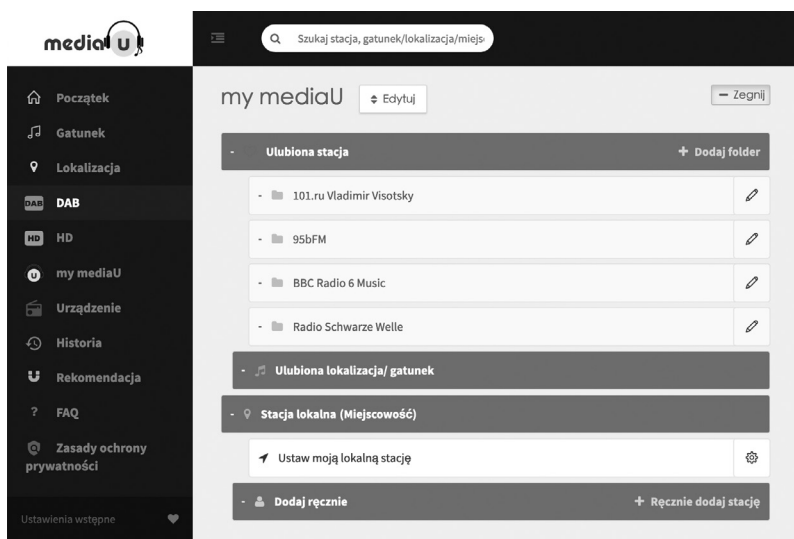 mediaU
Szukaj stacja, gatunek/lokalizacja/miejs
Początek
Gatunek
Lokalizacja
DAB DAB
HD HD
my mediaU
Urządzenie
Historia
Rekomendacja
? FAQ
Zasady ochrony
prywatności
Ustawienia wstępne
my mediaU
Edytuj
− Zegnij
- Ulubiona stacja
+ Dodaj folder
- 101.ru Vladimir Visotsky
- 95bFM
- BBC Radio 6 Music
- Radio Schwarze Welle
- Ulubiona lokalizacja/ gatunek
- Stacja lokalna (Miejscowość)
Ustaw moją lokalną stację
- Dodaj ręcznie
+ Ręcznie dodaj stację